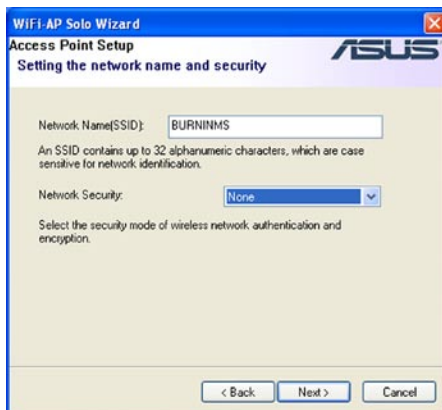 WiFi-AP Solo Wizard
Access Point Setup
ASUS
Setting the network name and security
Network Name(SSID): BURNINMS
An SSID contains up to 32 alphanumeric characters, which are case
sensitive for network identification.
Network Security: None
Select the security mode of wireless network authentication and
encryption.
< Back Next > Cancel